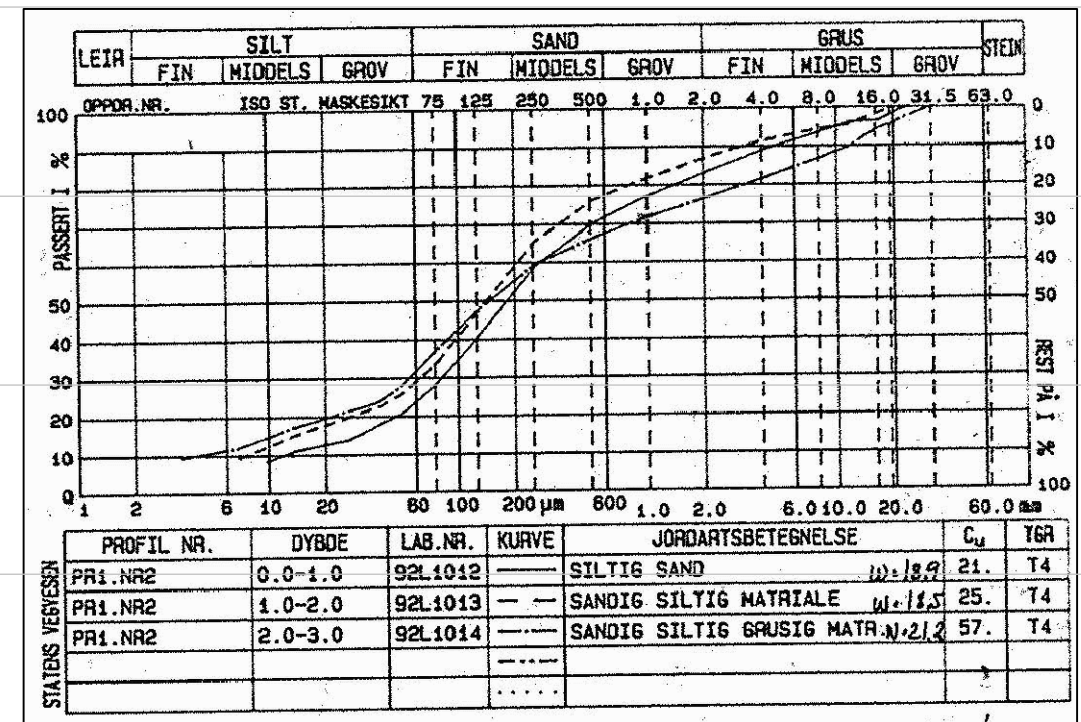 LEIR SILT SAND GRUS STEIN
FIN MIDDELS GROV FIN MIDDELS GROV FIN MIDDELS GROV
OPPDR.NR. ISO ST. MASKESIKT 75 125 250 500 1.0 2.0 4.0 8.0 16.0 31.5 63.0
100 0
10
20
30
40
50 50
40
30
20
10
0 100
PASSERT I %
REST PÅ I %
1 2 6 10 20 60 100 200 µm 600 1.0 2.0 6.0 10.0 20.0 60.0 mm
PROFIL NR. DYBDE LAB.NR. KURVE JORDARTSBETEGNELSE Cu TGR
PR1.NR2 0.0-1.0 92L1012 SILTIG SAND W=18,9 21. T4
PR1.NR2 1.0-2.0 92L1013 SANDIG SILTIG MATRIALE W=18,5 25. T4
PR1.NR2 2.0-3.0 92L1014 SANDIG SILTIG GRUSIG MATR. W=21,2 57. T4
STATENS VEGVESEN